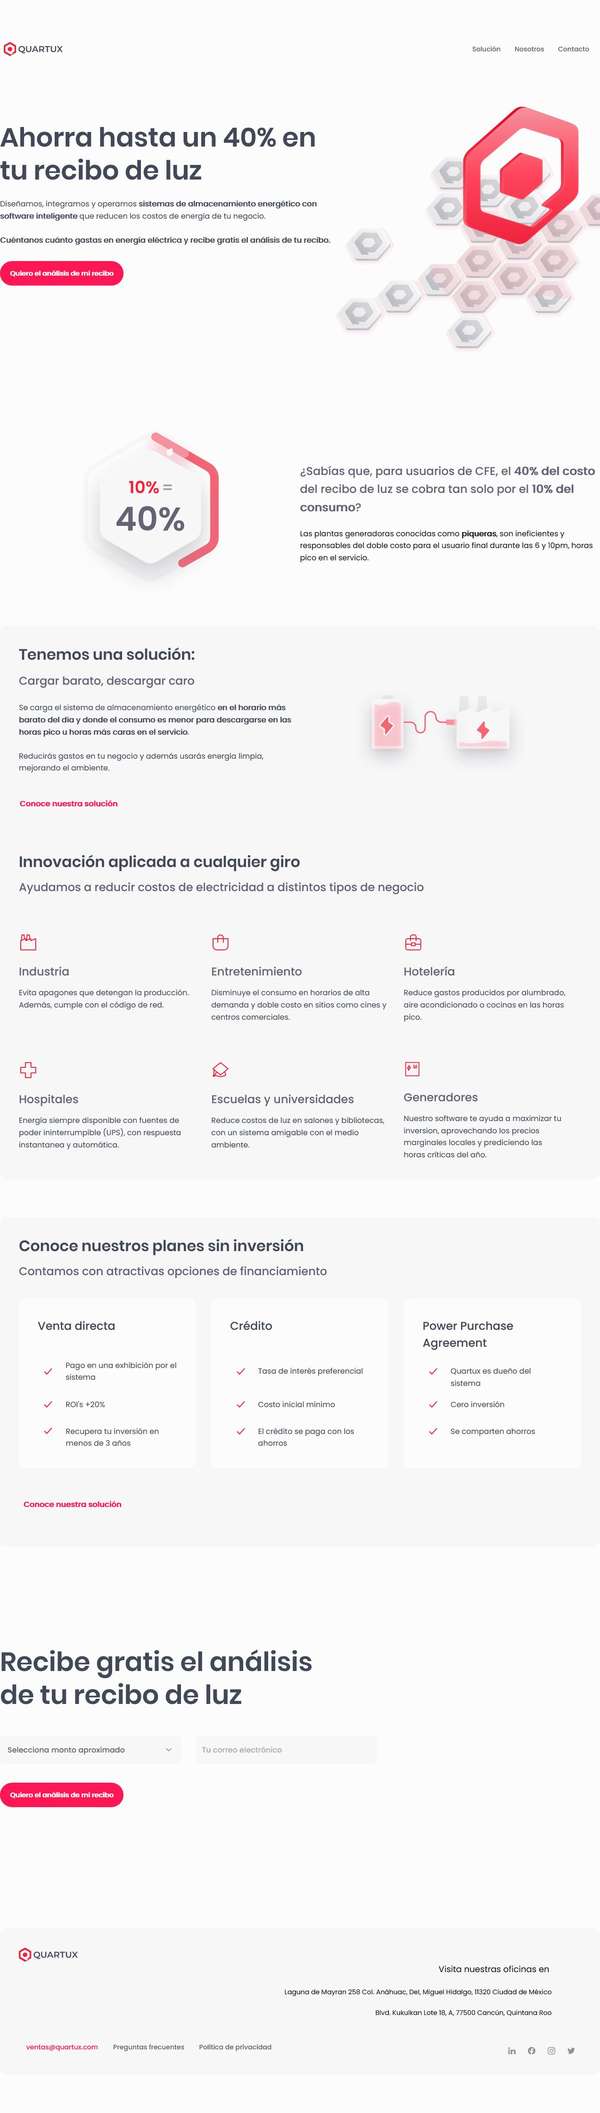 QUARTUX
Solución Nosotros Contacto
Ahorra hasta un 40% en
tu recibo de luz
Diseñamos, integramos y operamos sistemas de almacenamiento energético con
software inteligente que reducen los costos de energía de tu negocio.
Cuéntanos cuánto gastas en energía eléctrica y recibe gratis el análisis de tu recibo.
Quiero el análisis de mi recibo
10% =
40%
¿Sabías que, para usuarios de CFE, el 40% del costo
del recibo de luz se cobra tan solo por el 10% del
consumo?
Las plantas generadoras conocidas como piqueras, son ineficientes y
responsables del doble costo para el usuario final durante las 6 y 10pm, horas
pico en el servicio.
Tenemos una solución:
Cargar barato, descargar caro
Se carga el sistema de almacenamiento energético en el horario más
barato del día y donde el consumo es menor para descargarse en las
horas pico u horas más caras en el servicio.
Reducirás gastos en tu negocio y además usarás energía limpia,
mejorando el ambiente.
Conoce nuestra solución
Innovación aplicada a cualquier giro
Ayudamos a reducir costos de electricidad a distintos tipos de negocio
Industria
Evita apagones que detengan la producción.
Además, cumple con el código de red.
Entretenimiento
Disminuye el consumo en horarios de alta
demanda y doble costo en sitios como cines y
centros comerciales.
Hotelería
Reduce gastos producidos por alumbrado,
aire acondicionado o cocinas en las horas
pico.
Hospitales
Energía siempre disponible con fuentes de
poder ininterrumpible (UPS), con respuesta
instantanea y automática.
Escuelas y universidades
Reduce costos de luz en salones y bibliotecas,
con un sistema amigable con el medio
ambiente.
Generadores
Nuestro software te ayuda a maximizar tu
inversion, aprovechando los precios
marginales locales y prediciendo las
horas críticas del año.
Conoce nuestros planes sin inversión
Contamos con atractivas opciones de financiamiento
Venta directa
Pago en una exhibición por el
sistema
ROI's +20%
Recupera tu inversión en
menos de 3 años
Crédito
Tasa de interés preferencial
Costo inicial mínimo
El crédito se paga con los
ahorros
Power Purchase
Agreement
Quartux es dueño del
sistema
Cero inversión
Se comparten ahorros
Conoce nuestra solución
Recibe gratis el análisis
de tu recibo de luz
Selecciona monto aproximado
Tu correo electrónico
Quiero el análisis de mi recibo
QUARTUX
Visita nuestras oficinas en
Laguna de Mayran 258 Col. Anáhuac, Del, Miguel Hidalgo, 11320 Ciudad de México
Blvd. Kukulkan Lote 18, A, 77500 Cancún, Quintana Roo
ventas@quartux.com Preguntas frecuentes Política de privacidad